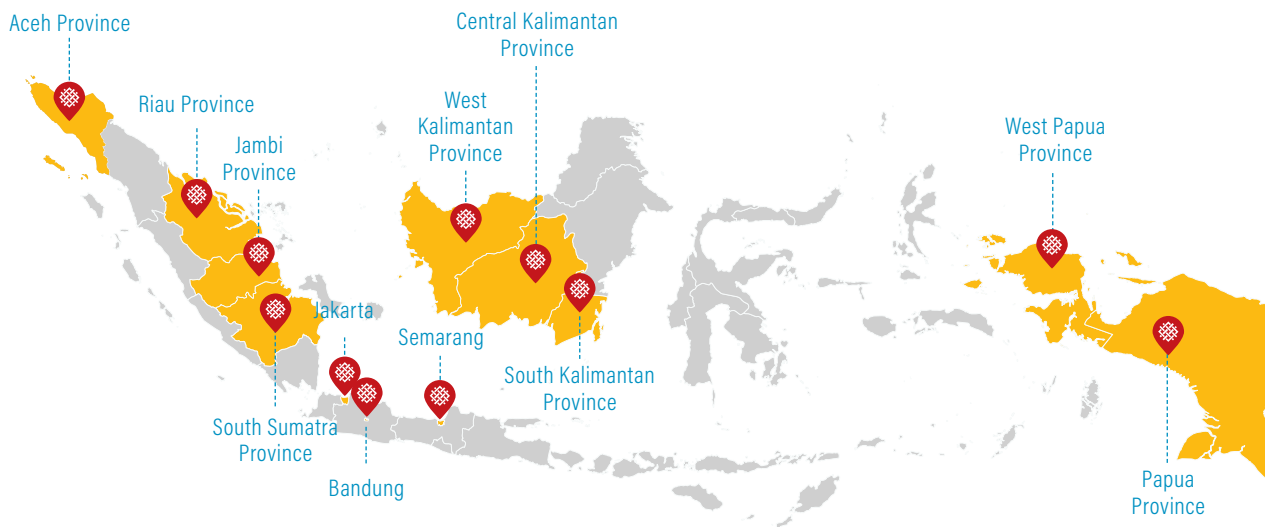 Aceh Province
Central Kalimantan
Province
Riau Province
West
Kalimantan
Province
Jambi
Province
West Papua
Province
Jakarta
Semarang
South Kalimantan
Province
South Sumatra
Province
Bandung
Papua
Province